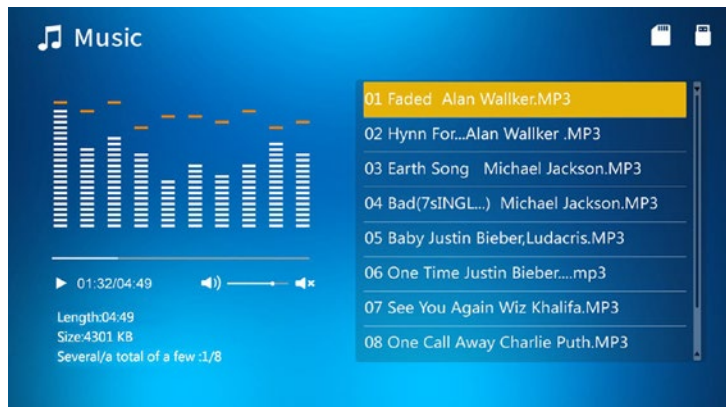 Music
01 Faded Alan Wallker.MP3
02 Hynn For...Alan Wallker .MP3
03 Earth Song Michael Jackson.MP3
04 Bad(7sINGL...) Michael Jackson.MP3
05 Baby Justin Bieber,Ludacris.MP3
06 One Time Justin Bieber....mp3
07 See You Again Wiz Khalifa.MP3
08 One Call Away Charlie Puth.MP3
01:32/04:49
Length:04:49
Size:4301 KB
Several/a total of a few :1/8